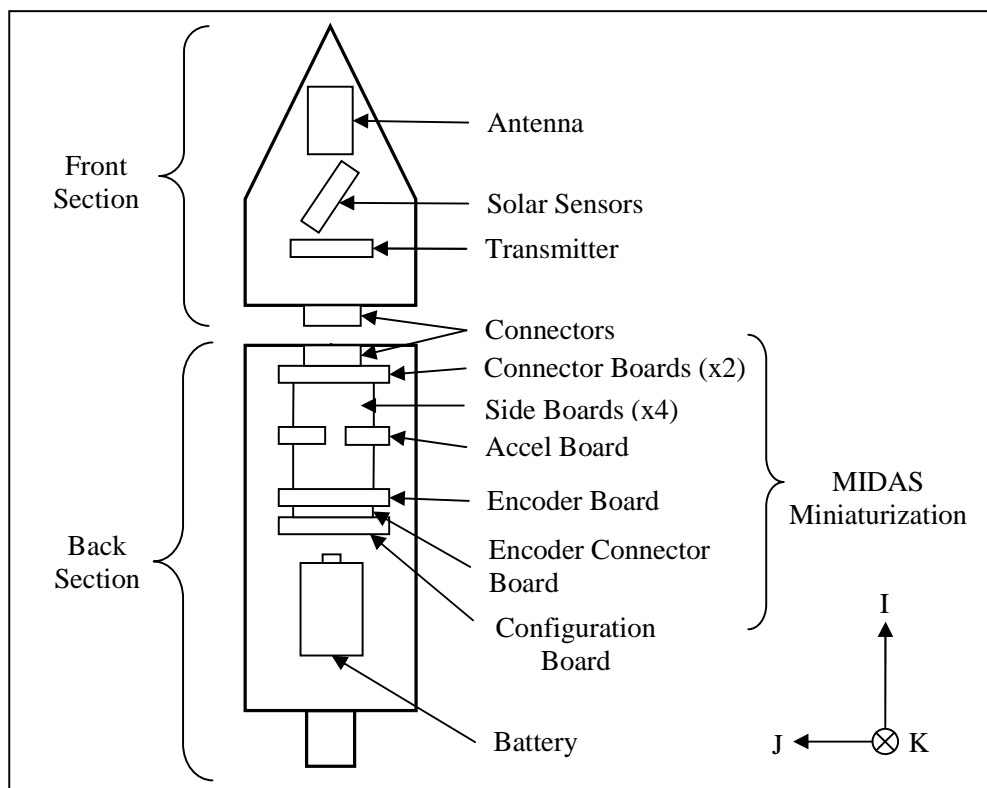 Antenna
Front
Section
Solar Sensors
Transmitter
Connectors
Connector Boards (x2)
Side Boards (x4)
Accel Board
MIDAS
Miniaturization
Encoder Board
Back
Section
Encoder Connector
Board
Configuration
Board
Battery
I
J
K